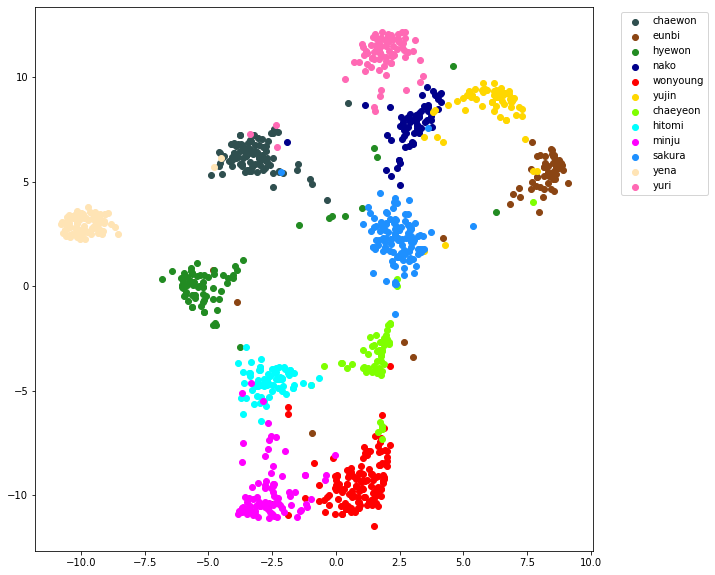 chaewon
eunbi
hyewon
nako
wonyoung
yujin
chaeyeon
hitomi
minju
sakura
yena
yuri
10
5
0
−5
−10
−10.0
−7.5
−5.0
−2.5
0.0
2.5
5.0
7.5
10.0